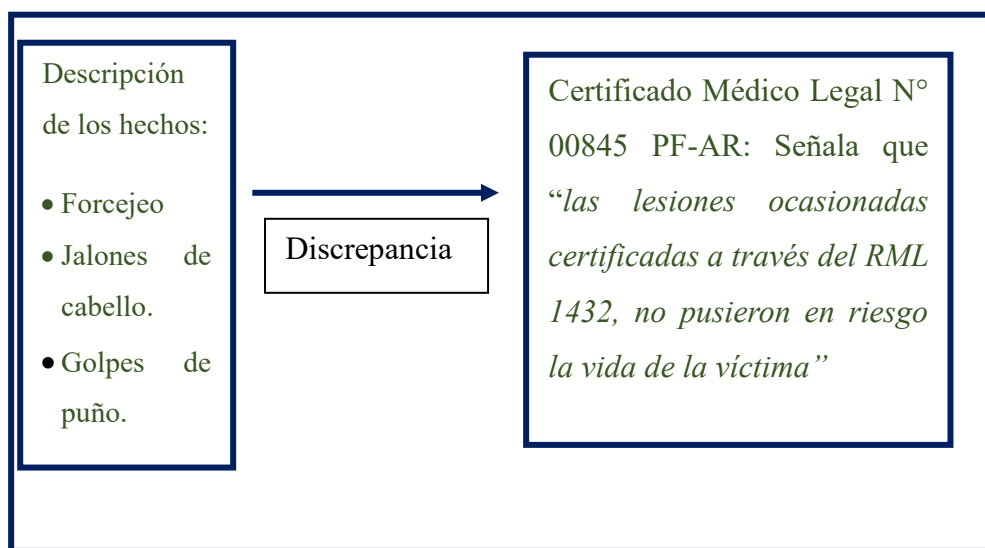 Descripción
de los hechos:
• Forcejeo
• Jalones de
cabello.
• Golpes de
puño.
Discrepancia
Certificado Médico Legal N°
00845 PF-AR: Señala que
“las lesiones ocasionadas
certificadas a través del RML
1432, no pusieron en riesgo
la vida de la víctima”